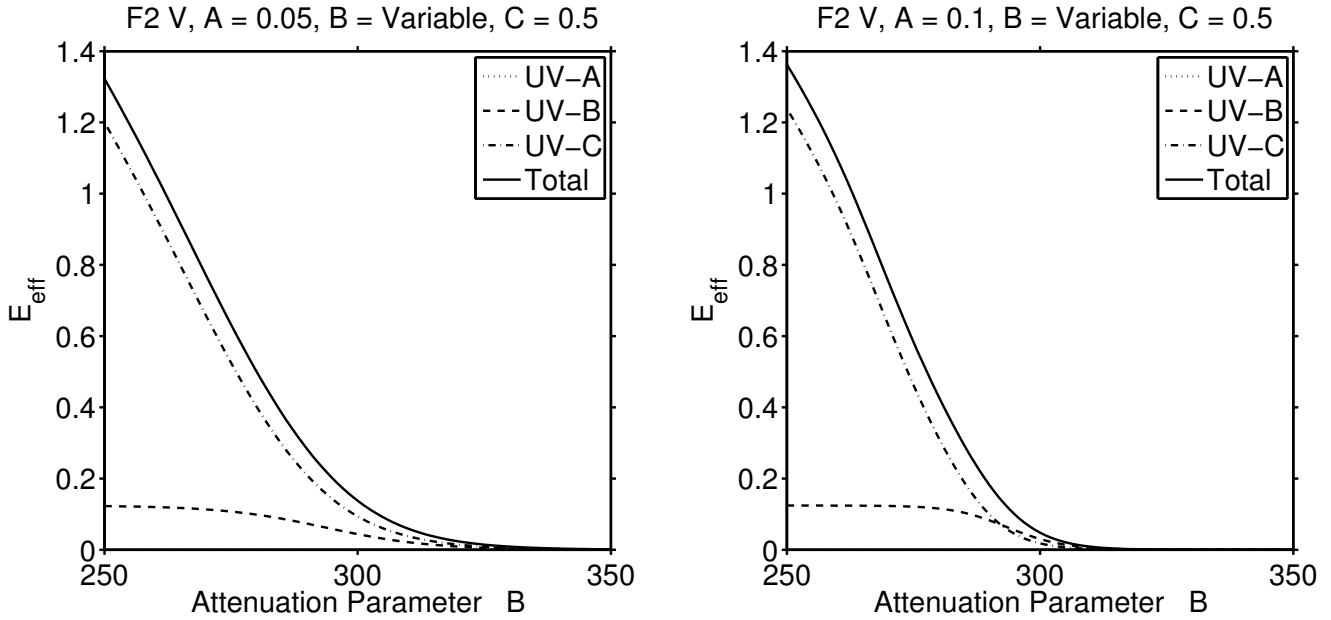 F2 V, A = 0.05, B = Variable, C = 0.5
1.4
1.2
1
0.8
0.6
0.4
0.2
0
E_eff
UV−A
UV−B
UV−C
Total
250
300
350
Attenuation Parameter B
F2 V, A = 0.1, B = Variable, C = 0.5
1.4
1.2
1
0.8
0.6
0.4
0.2
0
E_eff
UV−A
UV−B
UV−C
Total
250
300
350
Attenuation Parameter B